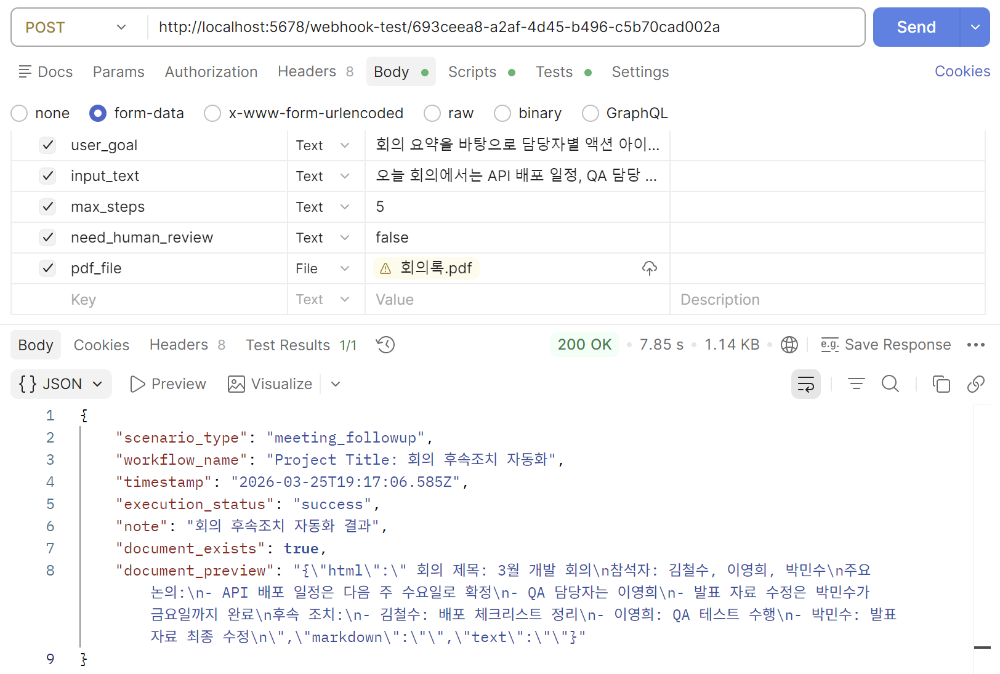 POST http://localhost:5678/webhook-test/693ceea8-a2af-4d45-b496-c5b70cad002a Send
Docs Params Authorization Headers 8 Body Scripts Tests Settings Cookies
none form-data x-www-form-urlencoded raw binary GraphQL
user_goal Text 회의 요약을 바탕으로 담당자별 액션 아이...
input_text Text 오늘 회의에서는 API 배포 일정, QA 담당 ...
max_steps Text 5
need_human_review Text false
pdf_file File 회의록.pdf
Key Text Value Description
Body Cookies Headers 8 Test Results 1/1 200 OK 7.85 s 1.14 KB e.g. Save Response
{} JSON Preview Visualize
1 {
2 "scenario_type": "meeting_followup",
3 "workflow_name": "Project Title: 회의 후속조치 자동화",
4 "timestamp": "2026-03-25T19:17:06.585Z",
5 "execution_status": "success",
6 "note": "회의 후속조치 자동화 결과",
7 "document_exists": true,
8 "document_preview": "{\"html\":\" 회의 제목: 3월 개발 회의\n참석자: 김철수, 이영희, 박민수\n주요
논의:\n- API 배포 일정은 다음 주 수요일로 확정\n- QA 담당자는 이영희\n- 발표 자료 수정은 박민수가
금요일까지 완료\n후속 조치:\n- 김철수: 배포 체크리스트 정리\n- 이영희: QA 테스트 수행\n- 박민수: 발표
자료 최종 수정\n\",\"markdown\":\"\",\"text\":\"\"}"
9 }